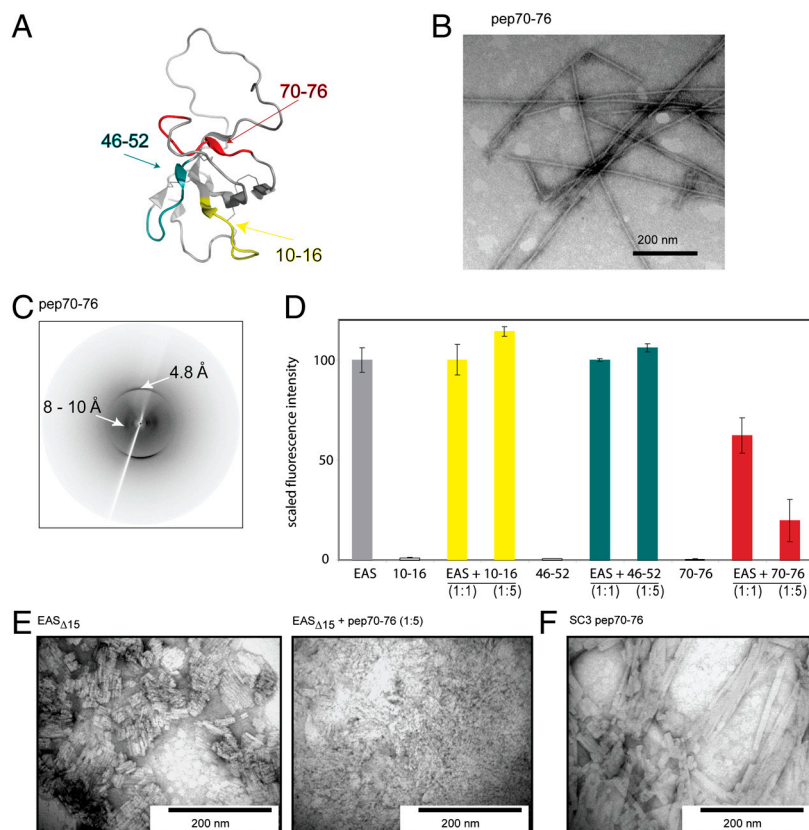 A
70-76
46-52
10-16
B
pep70-76
200 nm
C
pep70-76
4.8 Å
8 - 10 Å
D
scaled fluorescence intensity
100
50
0
EAS 10-16 EAS + 10-16 46-52 EAS + 46-52 70-76 EAS + 70-76
(1:1) (1:5) (1:1) (1:5) (1:1) (1:5)
E
EASΔ15
200 nm
EASΔ15 + pep70-76 (1:5)
200 nm
F
SC3 pep70-76
200 nm